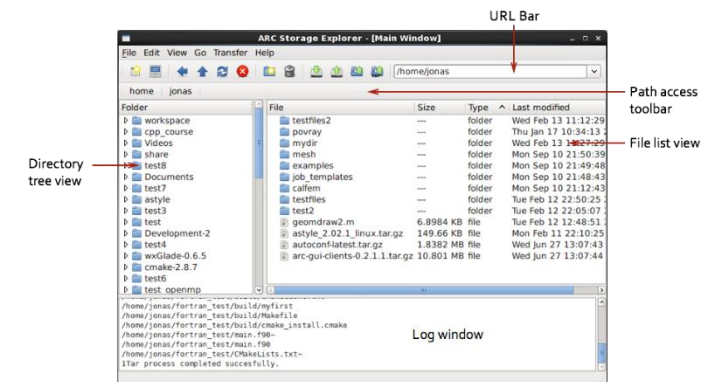 URL Bar
ARC Storage Explorer - [Main Window]
File Edit View Go Transfer Help
/home/jonas
home jonas
Path access
toolbar
Folder
workspace
cpp_course
Videos
share
test8
Documents
test7
astyle
test3
test
Development-2
test4
wxGlade-0.6.5
cmake-2.8.7
test6
test_openmp
File Size Type Last modified
testfiles2 --- folder Wed Feb 13 11:12:29
povray --- folder Thu Jan 17 10:34:13
mydir --- folder Wed Feb 13
mesh --- folder Mon Sep 10 21:50:39
examples --- folder Mon Sep 10 21:49:48
job_templates --- folder Mon Sep 10 21:48:43
calfem --- folder Mon Sep 10 21:12:43
testfiles --- folder Tue Feb 12 22:50:25
test2 --- folder Tue Feb 12 22:05:07
geomdraw2.m 6.8984 KB file Tue Feb 12 12:48:51
astyle_2.02.1_linux.tar.gz 149.66 KB file Mon Feb 11 22:10:25
autoconf-latest.tar.gz 1.8382 MB file Wed Jun 27 13:07:43
arc-gui-clients-0.2.1.1.tar.gz 10.801 MB file Wed Jun 27 13:07:44
File list view
Directory
tree view
/home/jonas/fortran_test/build/myfirst
/home/jonas/fortran_test/build/Makefile
/home/jonas/fortran_test/build/cmake_install.cmake
/home/jonas/fortran_test/main.f90~
/home/jonas/fortran_test/main.f90
/home/jonas/fortran_test/CMakeLists.txt~
1Tar process completed succesfully.
Log window